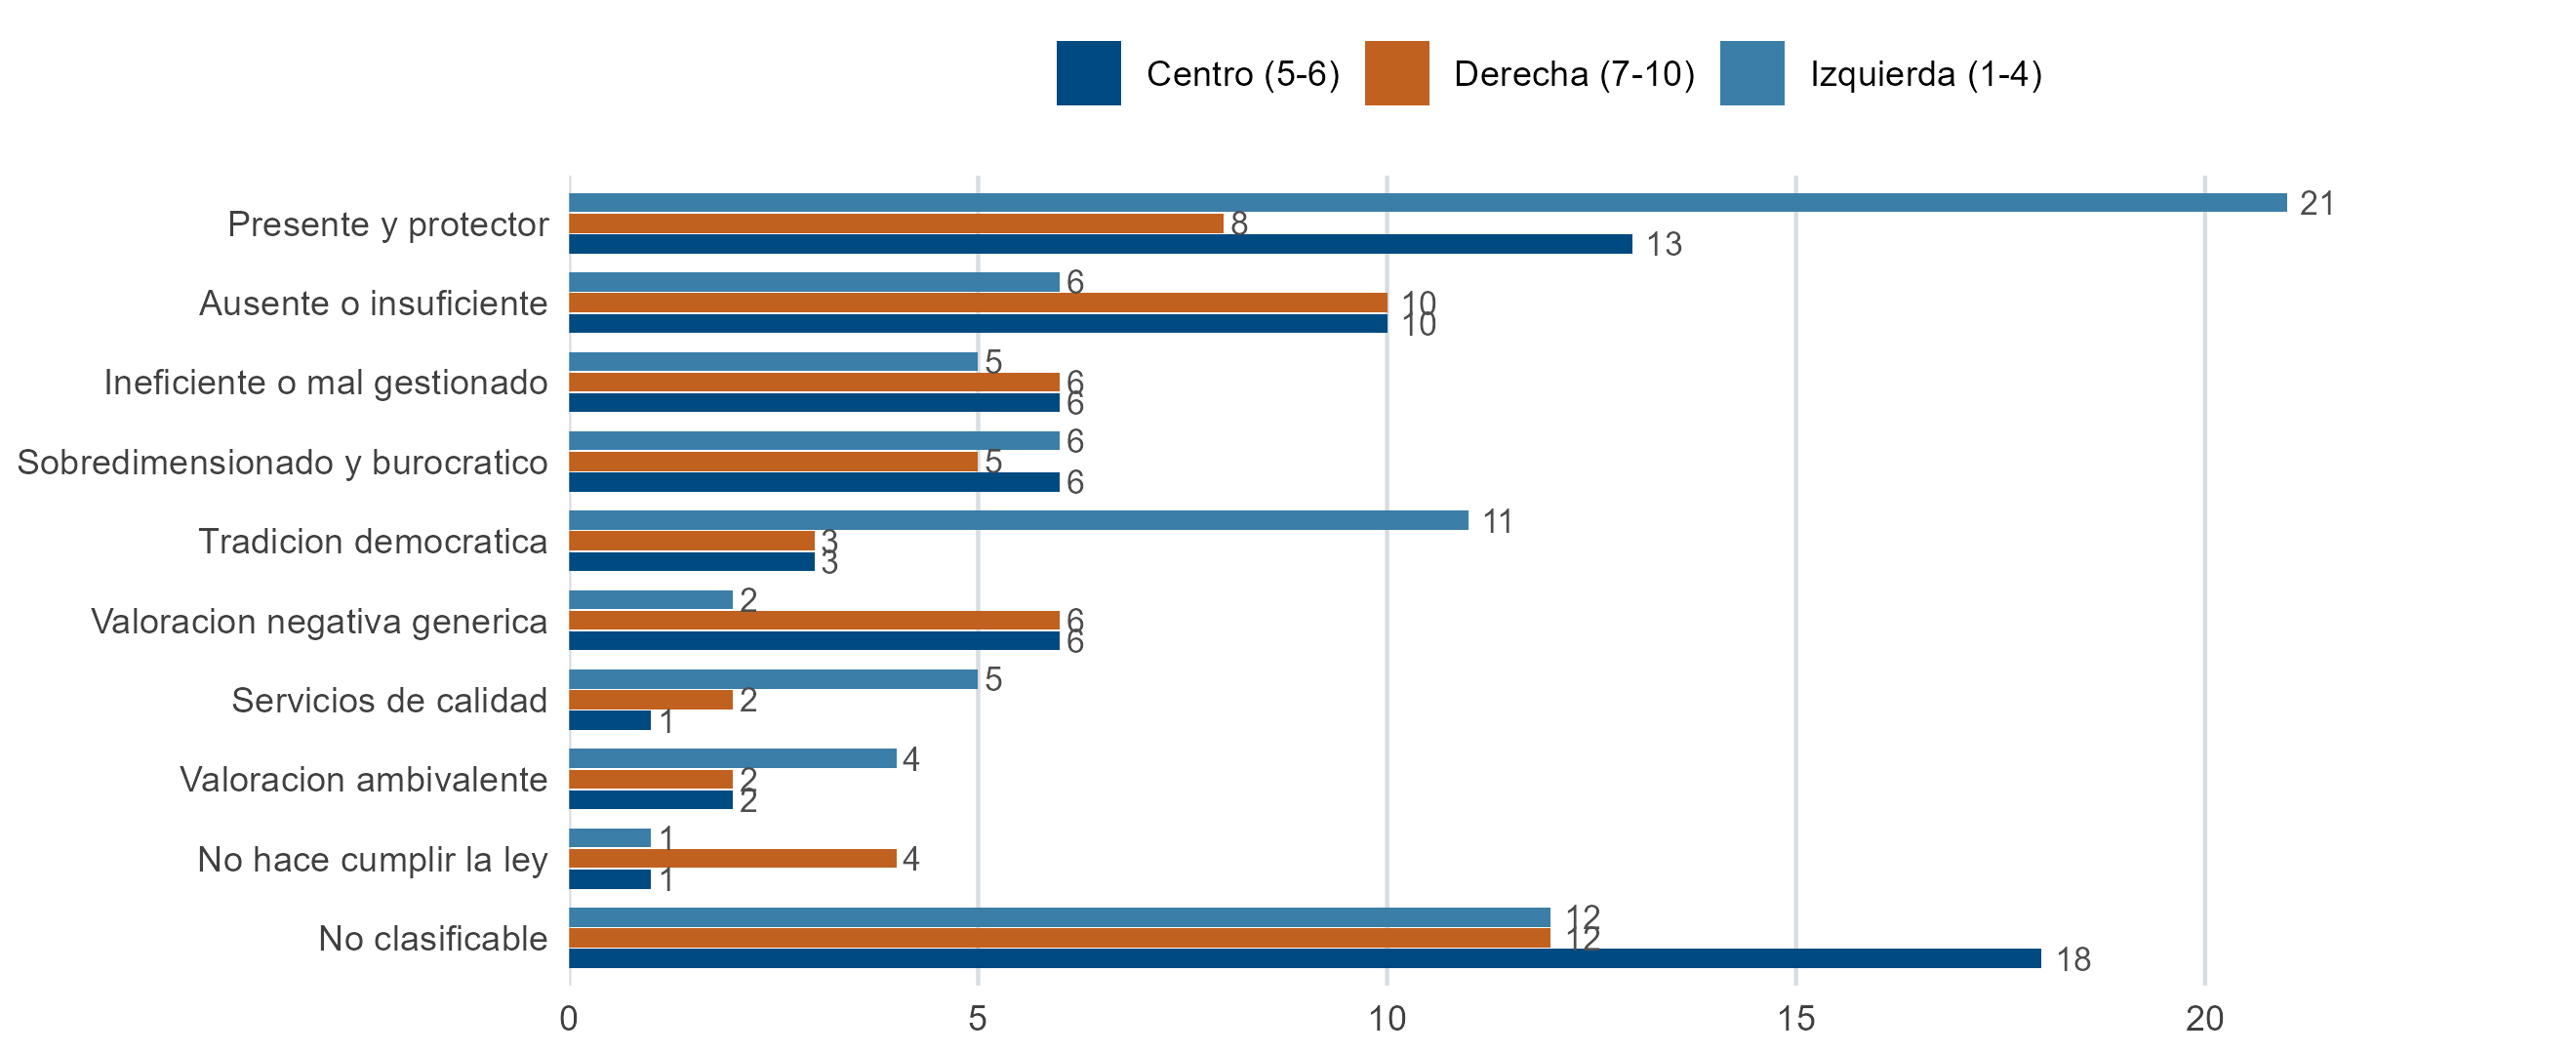 Centro (5-6) Derecha (7-10) Izquierda (1-4)
Presente y protector 21 8 13
Ausente o insuficiente 6 10 10
Ineficiente o mal gestionado 5 6 6
Sobredimensionado y burocratico 6 5 6
Tradicion democratica 11 3 3
Valoracion negativa generica 2 6 6
Servicios de calidad 5 2 1
Valoracion ambivalente 4 2 2
No hace cumplir la ley 1 4 1
No clasificable 12 12 18
0 5 10 15 20